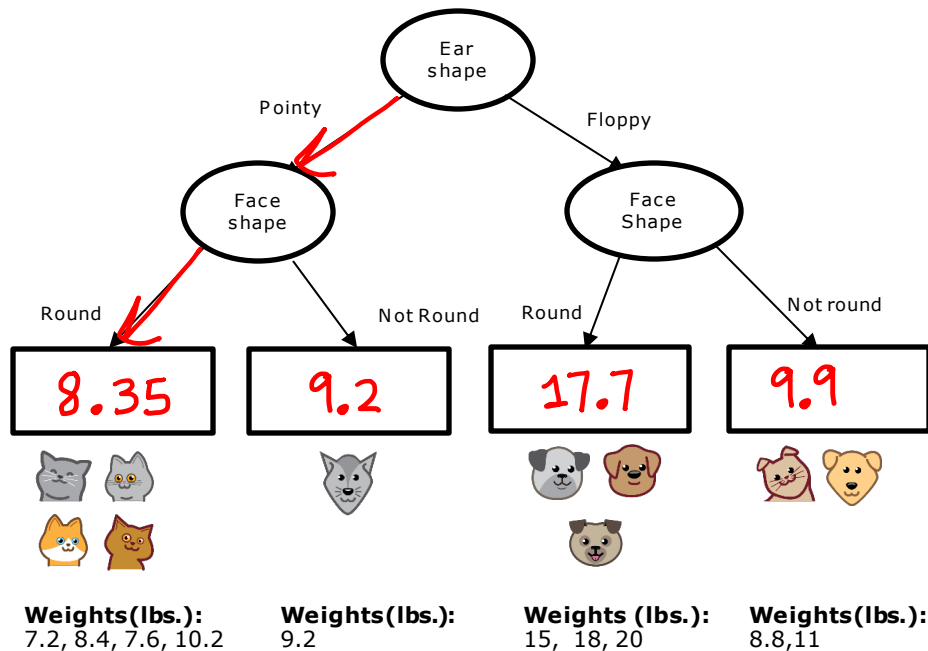 Ear
shape
Pointy
Floppy
Face
shape
Face
Shape
Round
Not Round
Round
Not round
8.35
9.2
17.7
9.9
Weights(lbs.):
7.2, 8.4, 7.6, 10.2
Weights(lbs.):
9.2
Weights (lbs.):
15, 18, 20
Weights(lbs.):
8.8,11